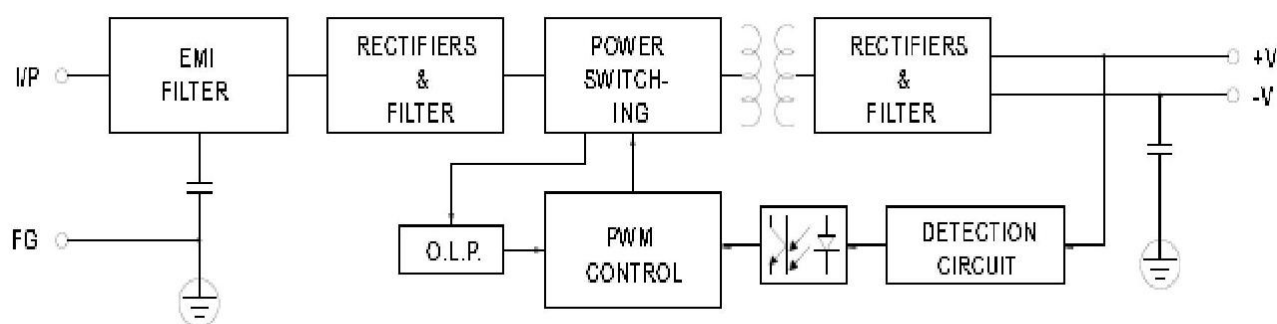 I/P
EMI
FILTER
RECTIFIERS
&
FILTER
POWER
SWITCH-
ING
RECTIFIERS
&
FILTER
+V
-V
FG
O.L.P.
PWM
CONTROL
DETECTION
CIRCUIT